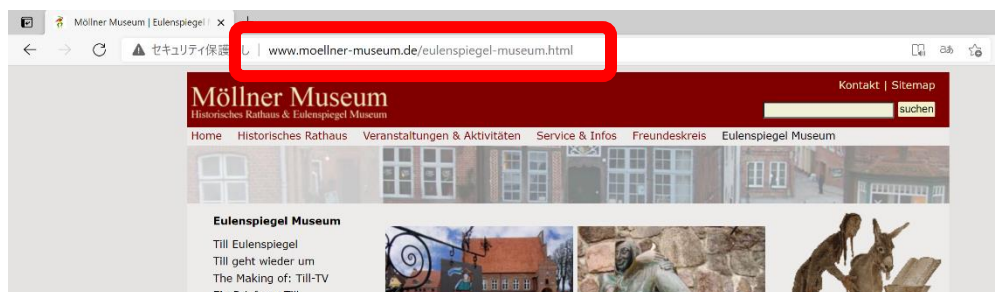 Möllner Museum | Eulenspiegel
セキュリティ保護 し | www.moellner-museum.de/eulenspiegel-museum.html
Kontakt | Sitemap
Möllner Museum
Historisches Rathaus & Eulenspiegel Museum
suchen
Home Historisches Rathaus Veranstaltungen & Aktivitäten Service & Infos Freundeskreis Eulenspiegel Museum
Eulenspiegel Museum
Till Eulenspiegel
Till geht wieder um
The Making of: Till-TV